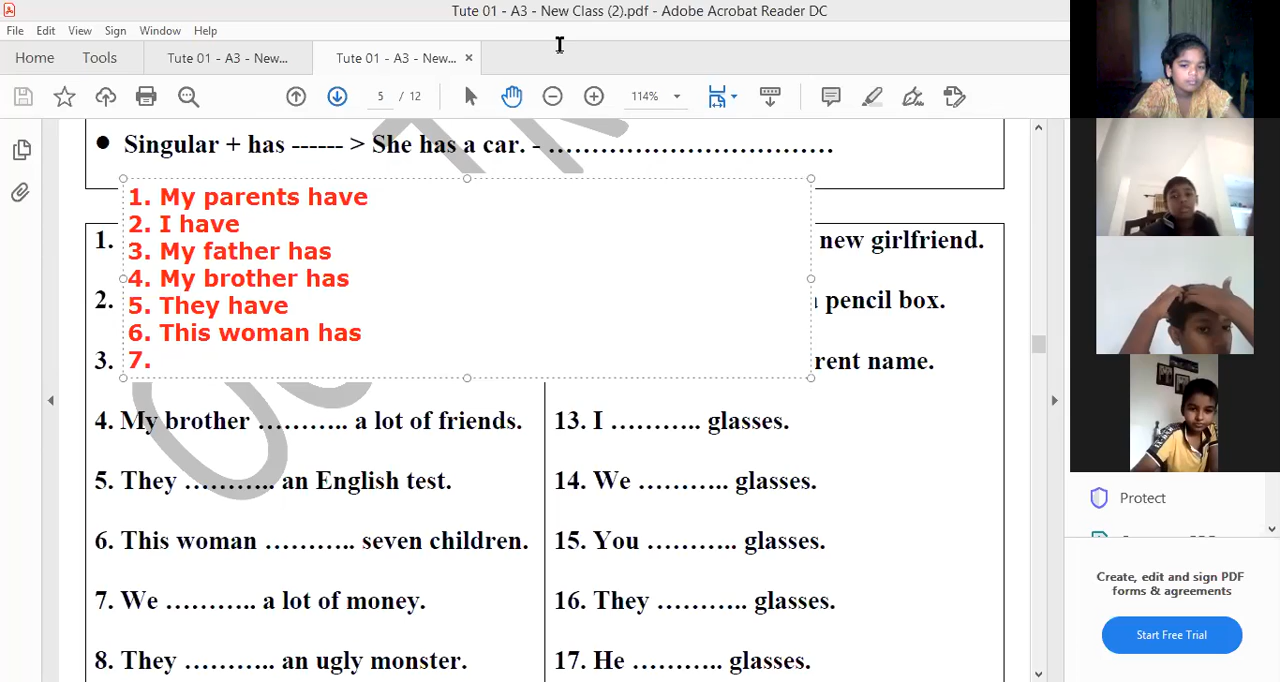 Tute 01 - A3 - New Class (2).pdf - Adobe Acrobat Reader DC
File Edit View Sign Window Help
Home Tools Tute 01 - A3 - New... Tute 01 - A3 - New... ×
5 / 12 114%
Singular + has ------ > She has a car. - ……………………………
1. My parents have
2. I have
3. My father has
4. My brother has
5. They have
6. This woman has
7.
1. new girlfriend.
2. pencil box.
3. name.
4. My brother ……….. a lot of friends.
13. I ……….. glasses.
5. They ……….. an English test.
14. We ……….. glasses.
6. This woman ……….. seven children.
15. You ……….. glasses.
7. We ……….. a lot of money.
16. They ……….. glasses.
8. They ……….. an ugly monster.
17. He ……….. glasses.
Protect
Create, edit and sign PDF
forms & agreements
Start Free Trial